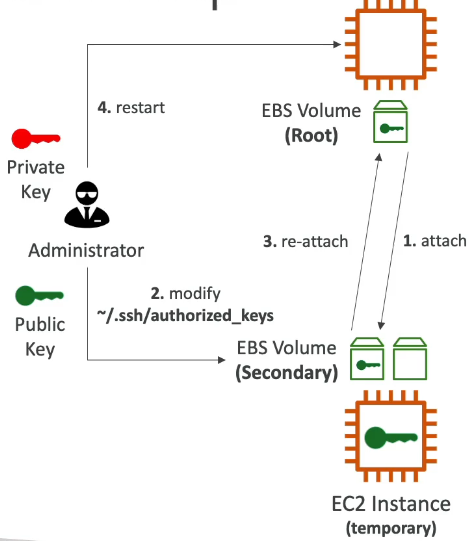 4. restart
EBS Volume
(Root)
Private
Key
Administrator
3. re-attach
1. attach
Public
Key
2. modify
~/.ssh/authorized_keys
EBS Volume
(Secondary)
EC2 Instance
(temporary)